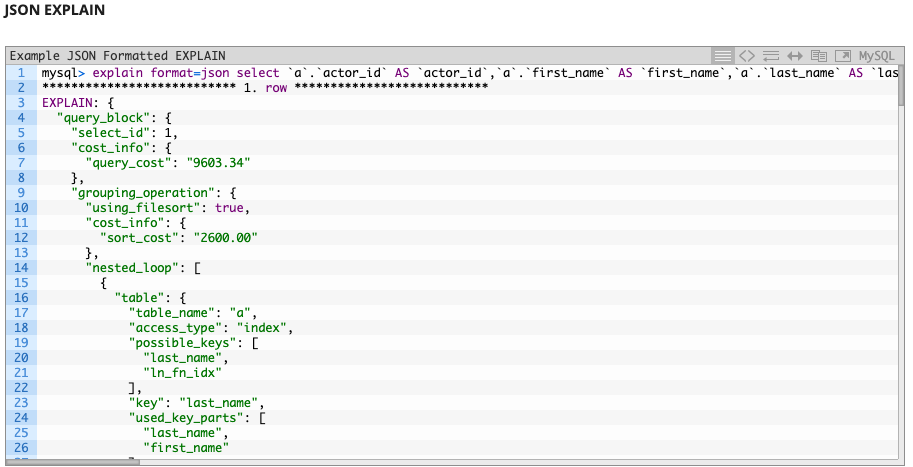 JSON EXPLAIN
Example JSON Formatted EXPLAIN MySQL
1 mysql> explain format=json select `a`.`actor_id` AS `actor_id`,`a`.`first_name` AS `first_name`,`a`.`last_name` AS `las
2 *************************** 1. row ***************************
3 EXPLAIN: {
4 "query_block": {
5 "select_id": 1,
6 "cost_info": {
7 "query_cost": "9603.34"
8 },
9 "grouping_operation": {
10 "using_filesort": true,
11 "cost_info": {
12 "sort_cost": "2600.00"
13 },
14 "nested_loop": [
15 {
16 "table": {
17 "table_name": "a",
18 "access_type": "index",
19 "possible_keys": [
20 "last_name",
21 "ln_fn_idx"
22 ],
23 "key": "last_name",
24 "used_key_parts": [
25 "last_name",
26 "first_name"